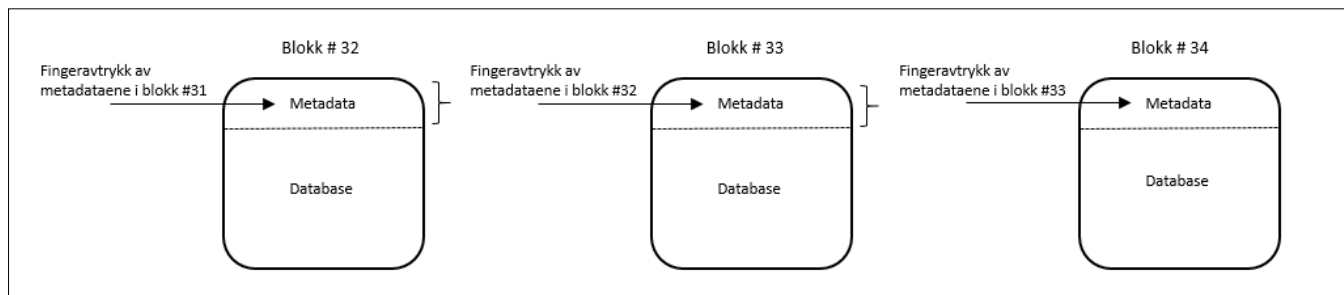 Blokk # 32
Fingeravtrykk av
metadataene i blokk #31
Metadata
Database
Blokk # 33
Fingeravtrykk av
metadataene i blokk #32
Metadata
Database
Blokk # 34
Fingeravtrykk av
metadataene i blokk #33
Metadata
Database